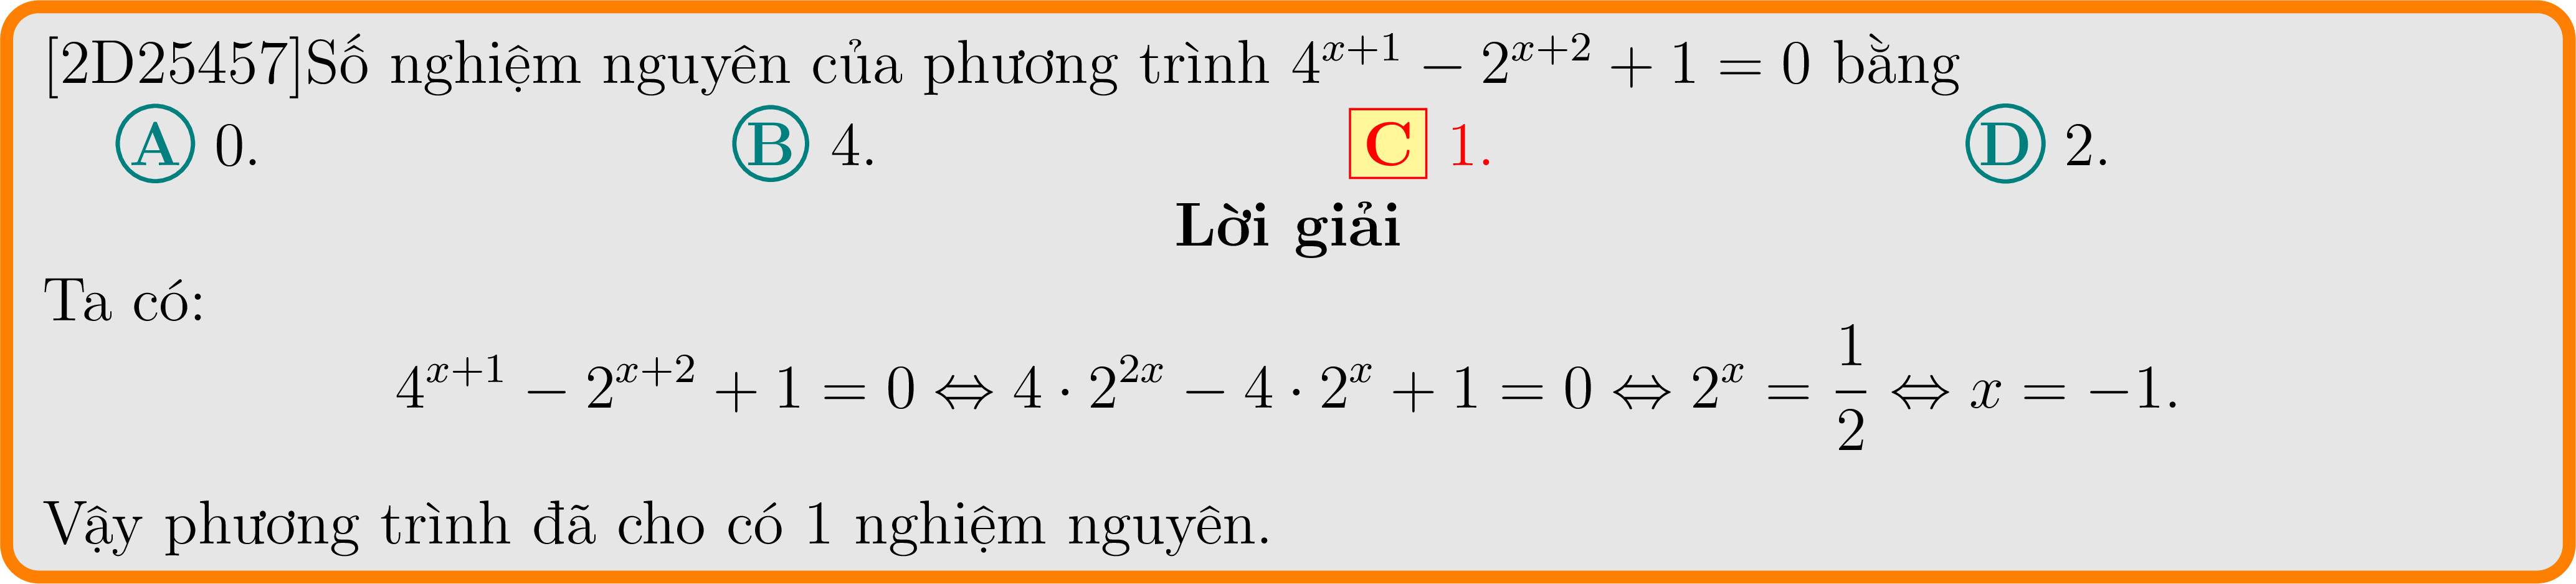 [2D25457]Số nghiệm nguyên của phương trình $4^{x+1} - 2^{x+2} + 1 = 0$ bằng
A 0. B 4. C 1. D 2.
Lời giải
Ta có:
$4^{x+1} - 2^{x+2} + 1 = 0 \Leftrightarrow 4 \cdot 2^{2x} - 4 \cdot 2^{x} + 1 = 0 \Leftrightarrow 2^{x} = \frac{1}{2} \Leftrightarrow x = -1.$
Vậy phương trình đã cho có 1 nghiệm nguyên.